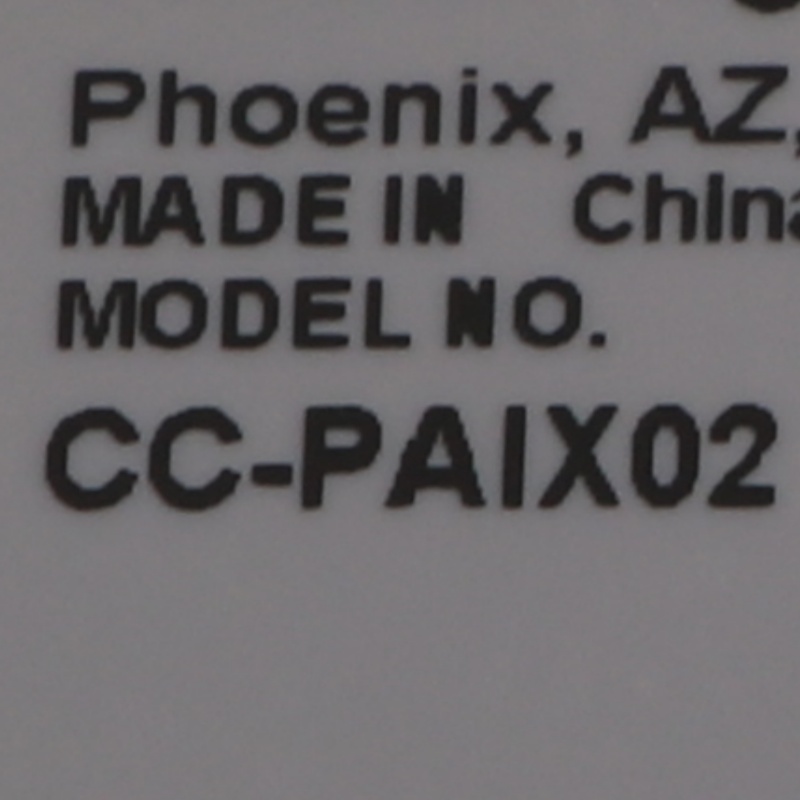 Phoenix, AZ,
MADE IN China
MODEL NO.
CC-PAIX02